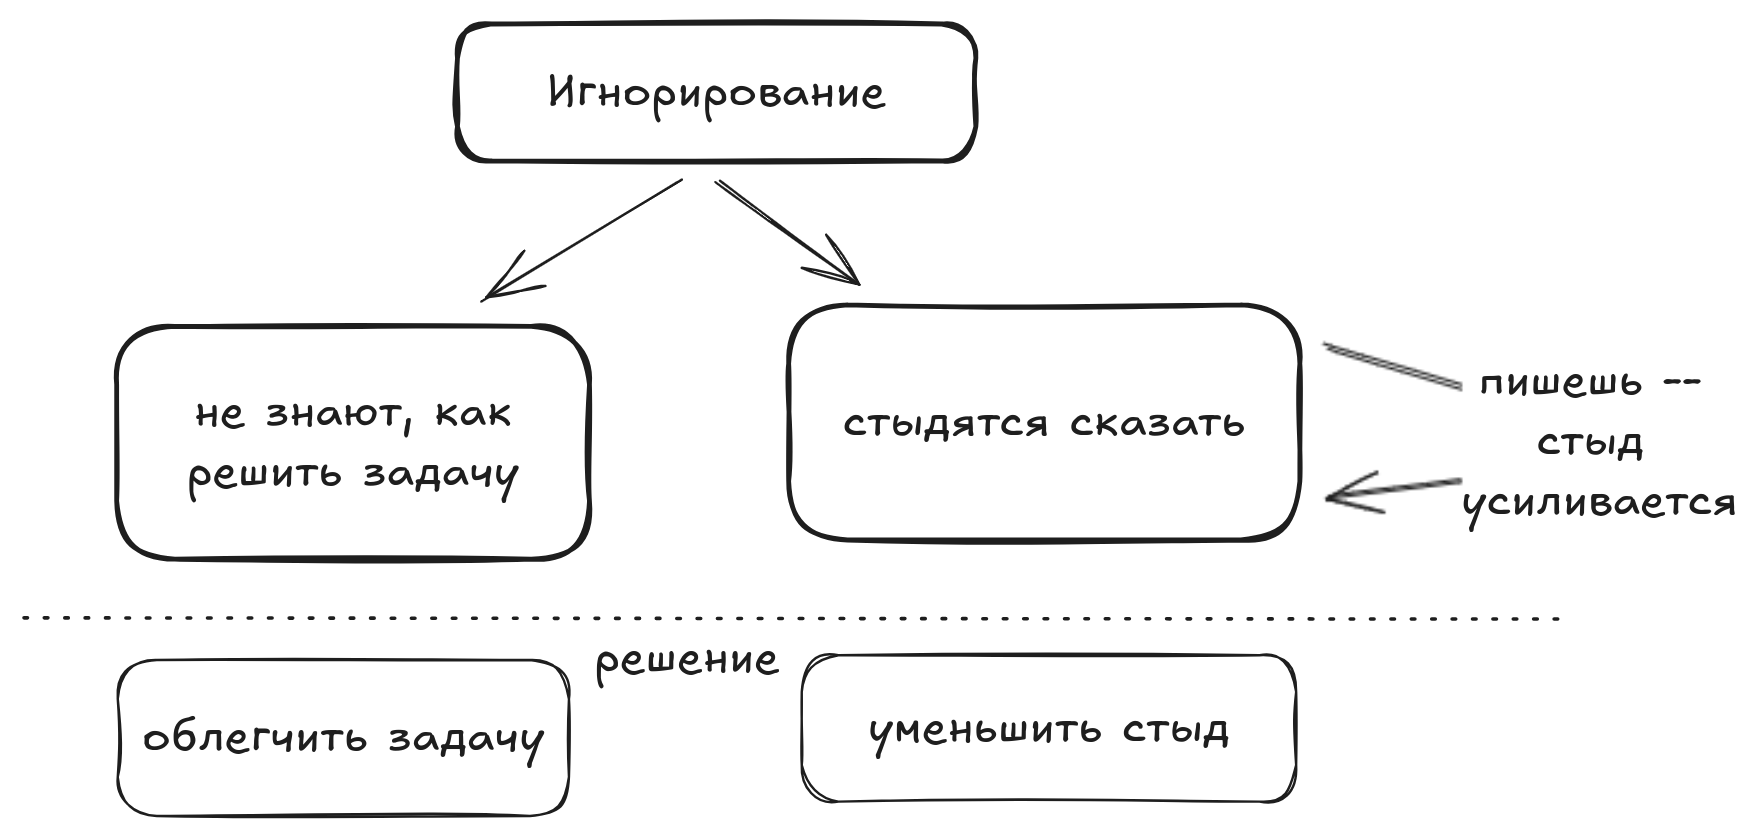 Игнорирование
не знают, как
решить задачу
стыдятся сказать
пишешь --
стыд
усиливается
решение
облегчить задачу
уменьшить стыд